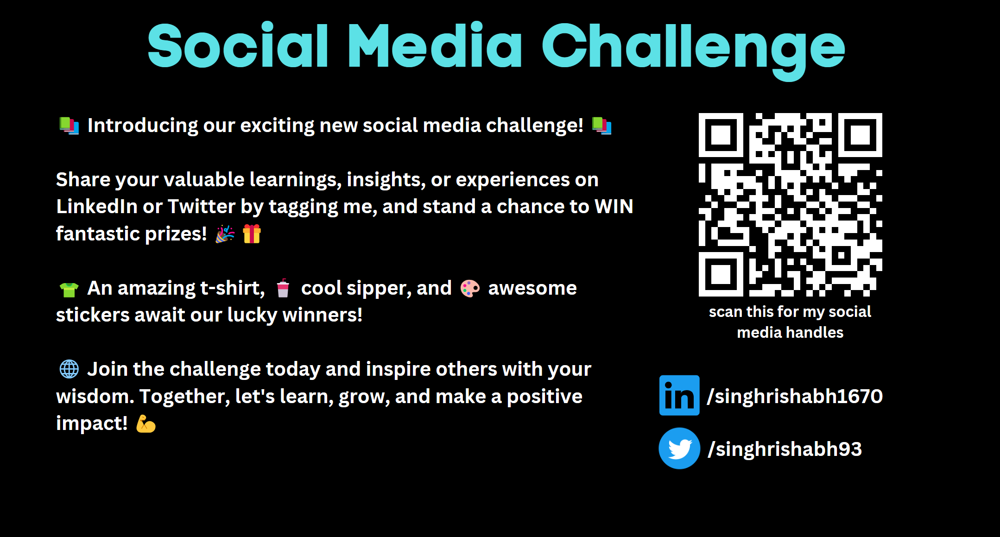 Social Media Challenge
📚 Introducing our exciting new social media challenge! 📚
Share your valuable learnings, insights, or experiences on
LinkedIn or Twitter by tagging me, and stand a chance to WIN
fantastic prizes! 🎉 🎁
👕 An amazing t-shirt, 🥤 cool sipper, and 🎨 awesome
stickers await our lucky winners!
🌐 Join the challenge today and inspire others with your
wisdom. Together, let's learn, grow, and make a positive
impact! 💪
scan this for my social
media handles
in /singhrishabh1670
/singhrishabh93